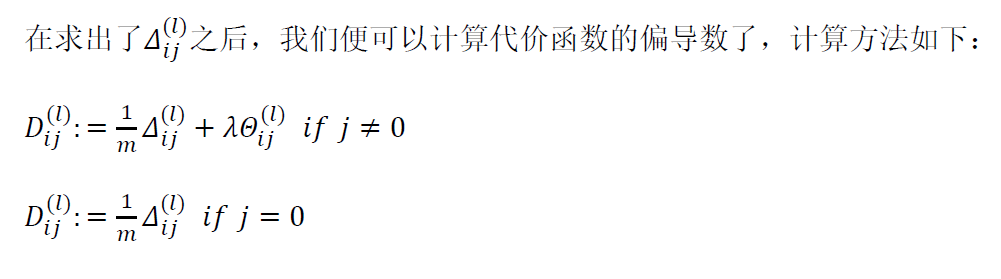 在求出了$\Delta_{ij}^{(l)}$之后，我们便可以计算代价函数的偏导数了，计算方法如下：
$D_{ij}^{(l)} := \frac{1}{m}\Delta_{ij}^{(l)} + \lambda\Theta_{ij}^{(l)}$ $if\ j \neq 0$
$D_{ij}^{(l)} := \frac{1}{m}\Delta_{ij}^{(l)}$ $if\ j = 0$